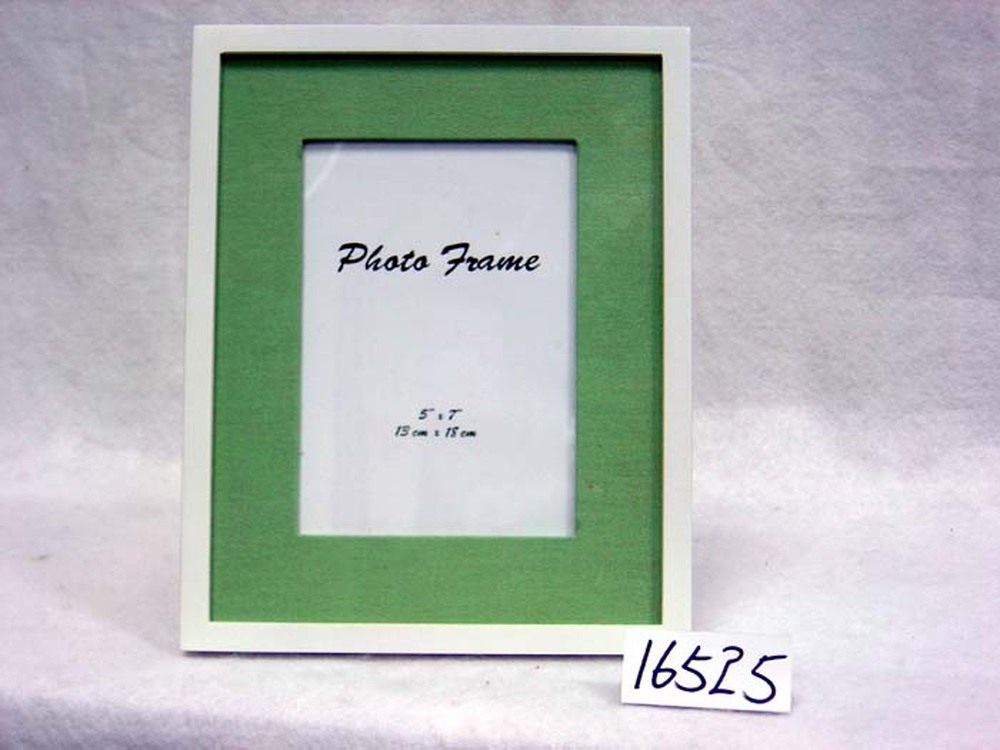 Photo Frame
5" x 7"
13 cm x 18 cm
16525